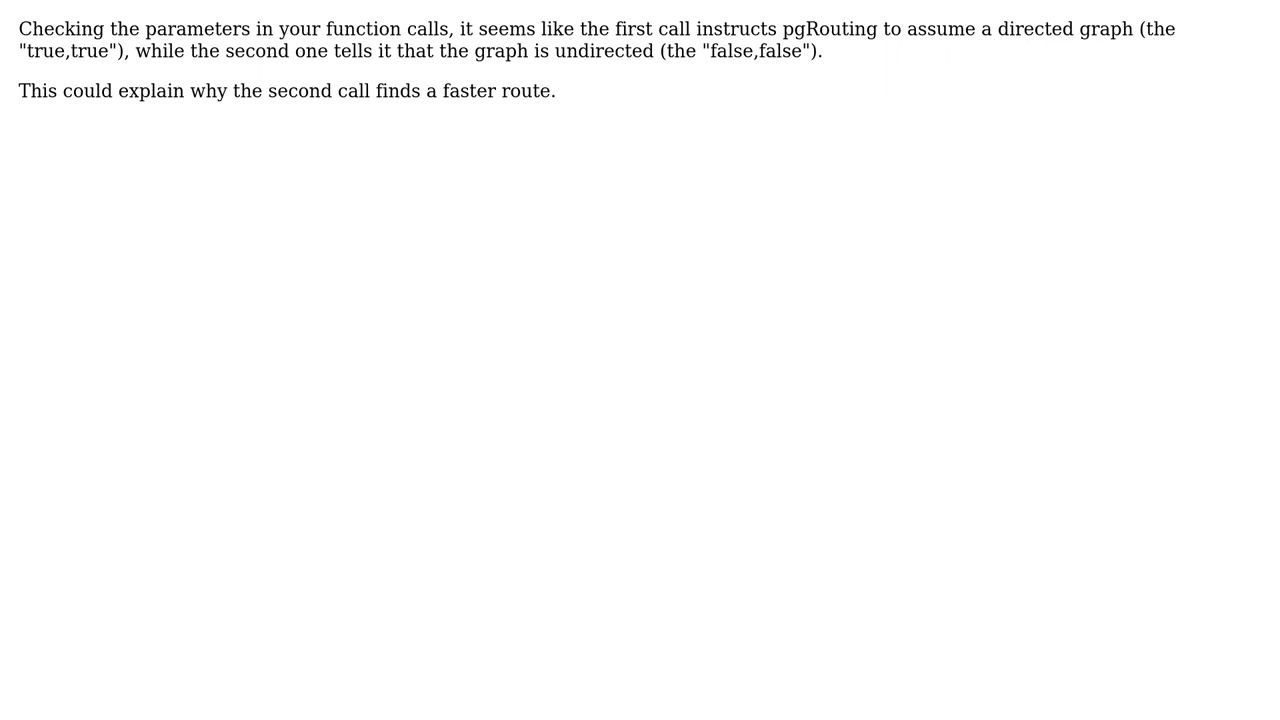 Checking the parameters in your function calls, it seems like the first call instructs pgRouting to assume a directed graph (the
"true,true"), while the second one tells it that the graph is undirected (the "false,false").
This could explain why the second call finds a faster route.